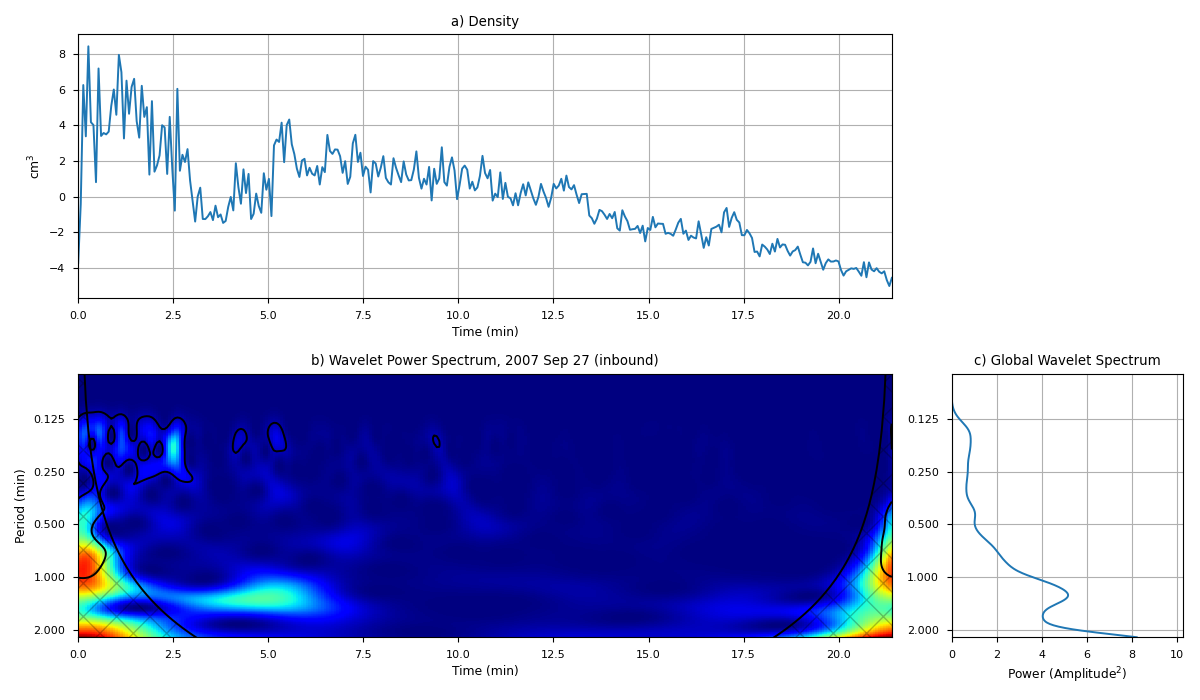 a) Density
cm³
8
6
4
2
0
−2
−4
0.0 2.5 5.0 7.5 10.0 12.5 15.0 17.5 20.0
Time (min)
b) Wavelet Power Spectrum, 2007 Sep 27 (inbound)
Period (min)
0.125
0.250
0.500
1.000
2.000
0.0 2.5 5.0 7.5 10.0 12.5 15.0 17.5 20.0
Time (min)
c) Global Wavelet Spectrum
0.125
0.250
0.500
1.000
2.000
0 2 4 6 8 10
Power (Amplitude²)